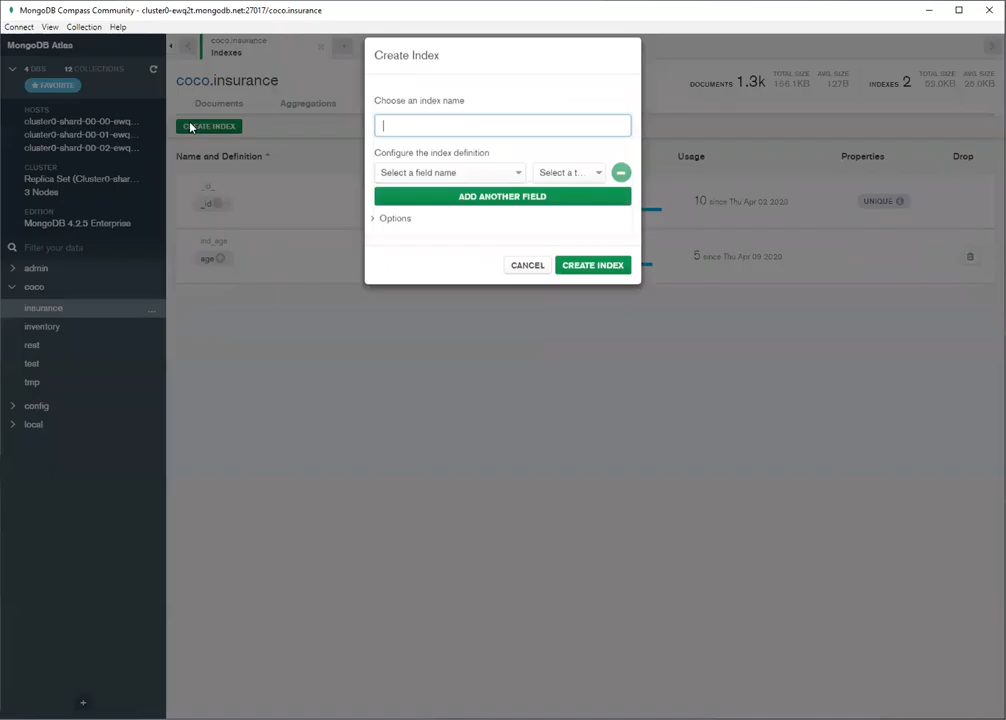 MongoDB Compass Community - cluster0-ewq2t.mongodb.net:27017/coco.insurance
Connect View Collection Help
MongoDB Atlas
4 DBS 12 COLLECTIONS
FAVORITE
HOSTS
cluster0-shard-00-00-ewq...
cluster0-shard-00-01-ewq...
cluster0-shard-00-02-ewq...
CLUSTER
Replica Set (Cluster0-shar...
3 Nodes
EDITION
MongoDB 4.2.5 Enterprise
Filter your data
admin
coco
insurance ...
inventory
rest
test
tmp
config
local
+
coco.insurance
Indexes
+
coco.insurance
DOCUMENTS 1.3k TOTAL SIZE 166.1KB AVG. SIZE 127B INDEXES 2 TOTAL SIZE 53.0KB AVG. SIZE 26.0KB
Documents Aggregations
CREATE INDEX
Name and Definition Usage Properties Drop
_id_
_id
10 since Thu Apr 02 2020
UNIQUE
ind_age
age
5 since Thu Apr 09 2020
Create Index
Choose an index name
Configure the index definition
Select a field name Select a t...
ADD ANOTHER FIELD
Options
CANCEL CREATE INDEX